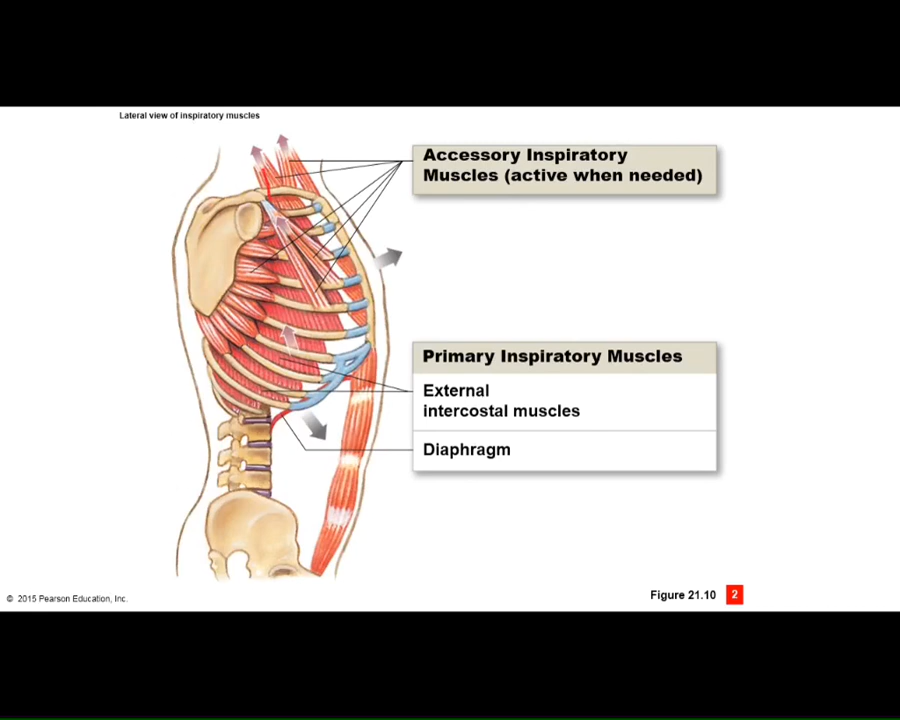 Lateral view of inspiratory muscles
Accessory Inspiratory
Muscles (active when needed)
Primary Inspiratory Muscles
External
intercostal muscles
Diaphragm
© 2015 Pearson Education, Inc.
Figure 21.10 2